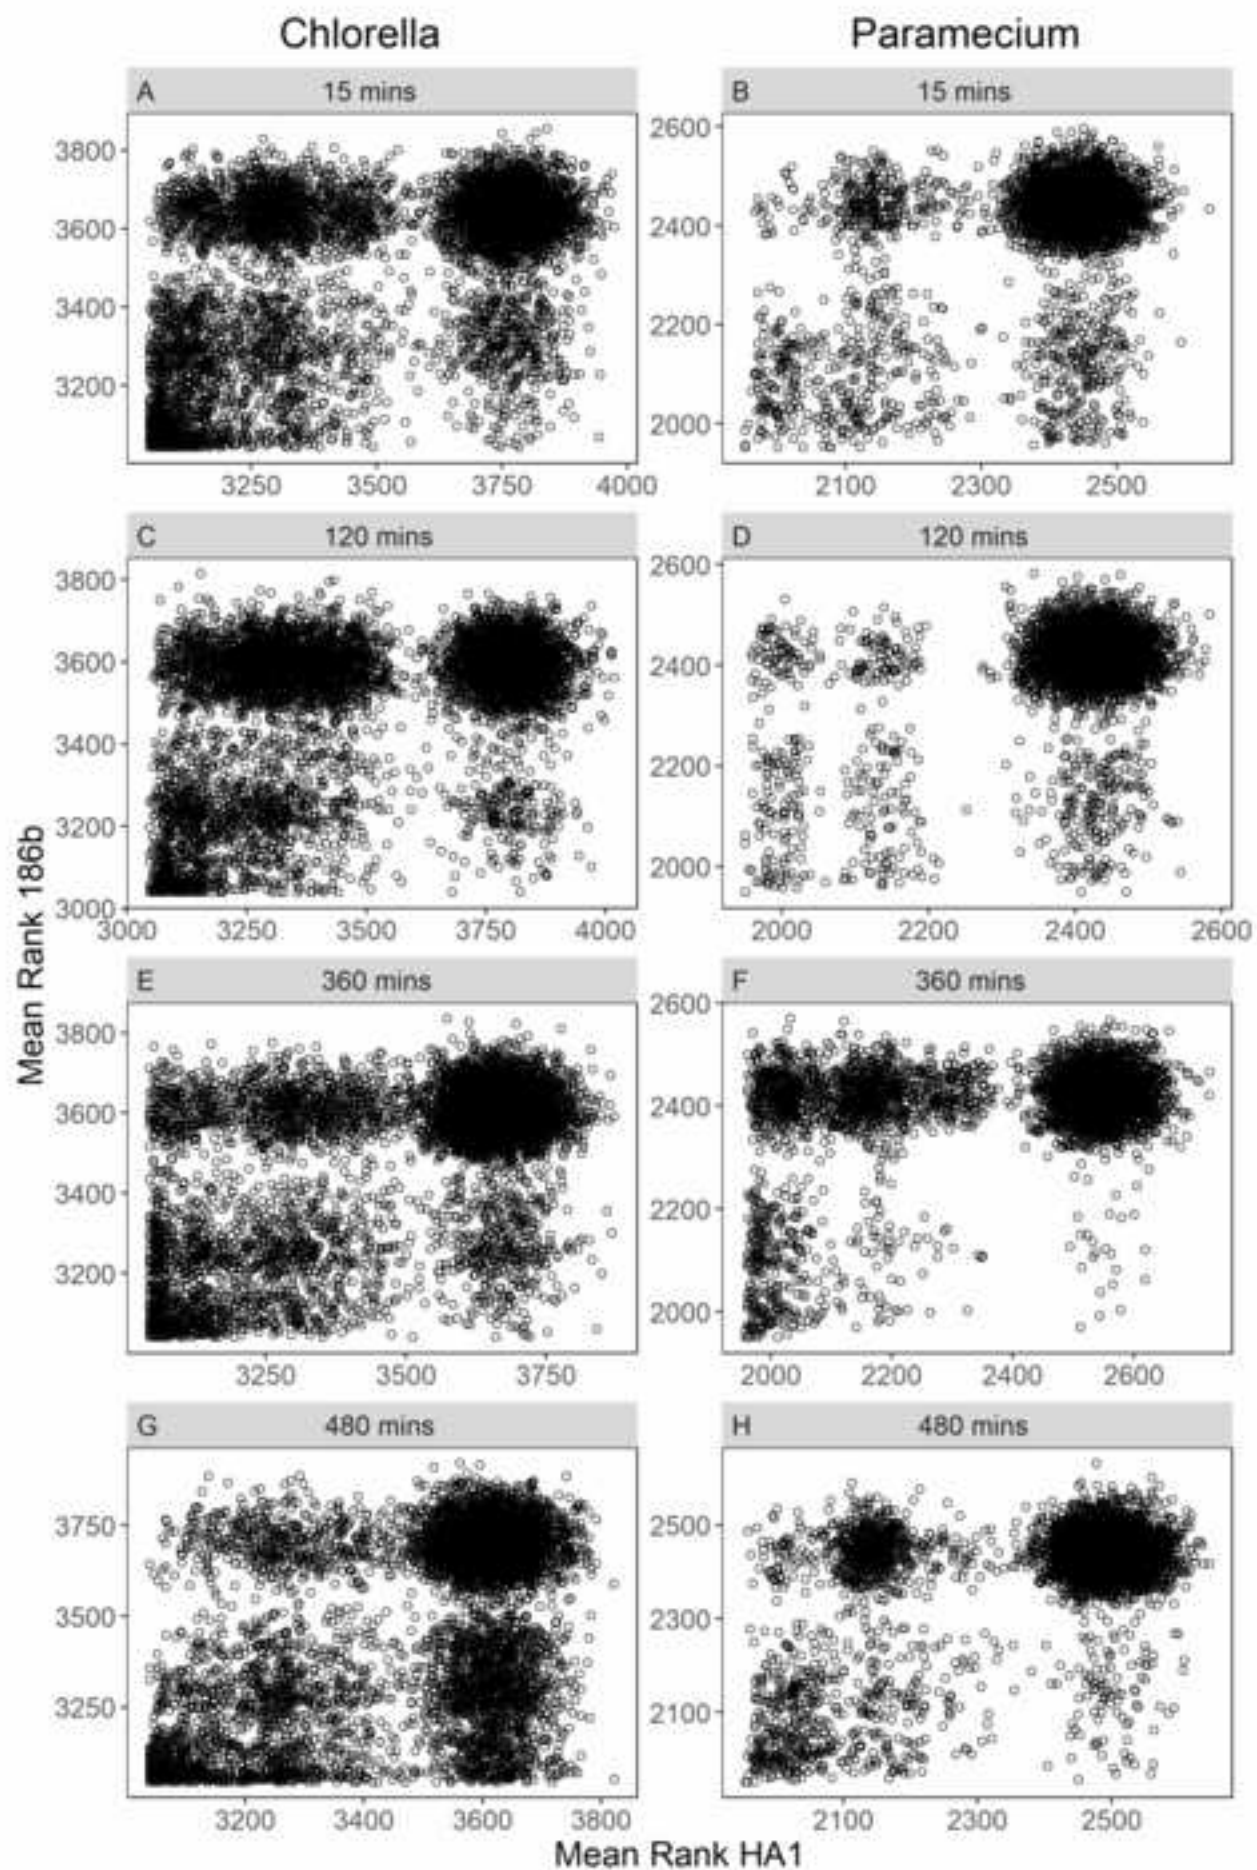 Chlorella Paramecium
A 15 mins B 15 mins
3800 2600
3600 2400
3400 2200
3200 2000
3250 3500 3750 4000 2100 2300 2500
C 120 mins D 120 mins
3800 2600
3600 2400
3400 2200
3200 2000
3000
3000 3250 3500 3750 4000 2000 2200 2400 2600
E 360 mins F 360 mins
3800 2600
3600 2400
3400 2200
3200 2000
3250 3500 3750 2000 2200 2400 2600
G 480 mins H 480 mins
3750 2500
3500 2300
3250 2100
3200 3400 3600 3800 2100 2300 2500
Mean Rank 186b
Mean Rank HA1